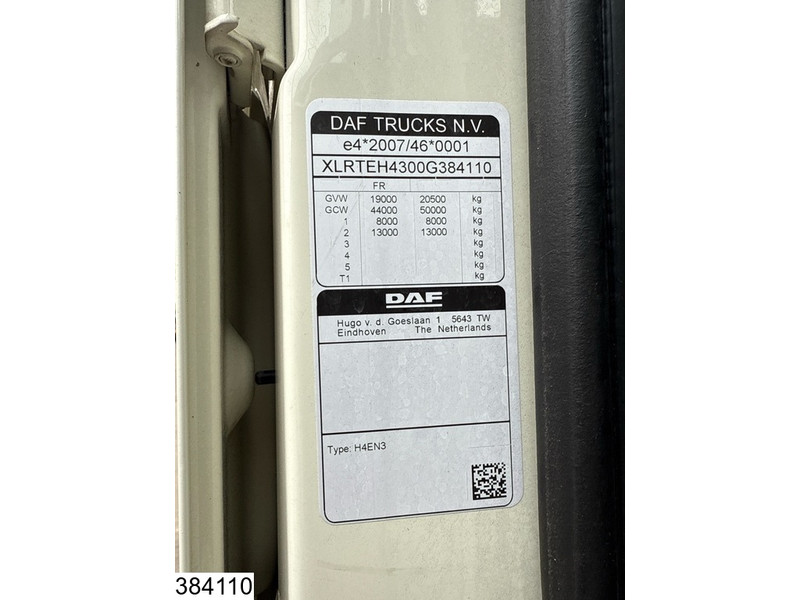 DAF TRUCKS N.V.
e4*2007/46*0001
XLRTEH4300G384110
FR
GVW 19000 20500 kg
GCW 44000 50000 kg
1 8000 8000 kg
2 13000 13000 kg
3 kg
4 kg
5 kg
T1 kg
DAF
Hugo v. d. Goeslaan 1 5643 TW
Eindhoven The Netherlands
Type: H4EN3
384110